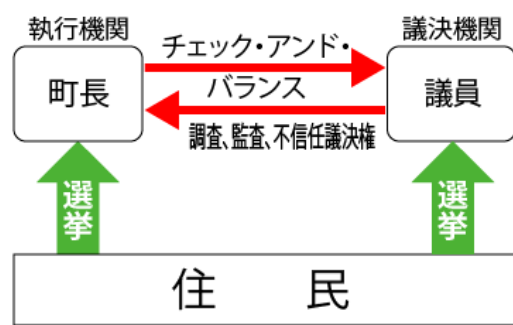 執行機関
議決機関
チェック・アンド・
バランス
町長
議員
調査、監査、不信任議決権
選挙
選挙
住民